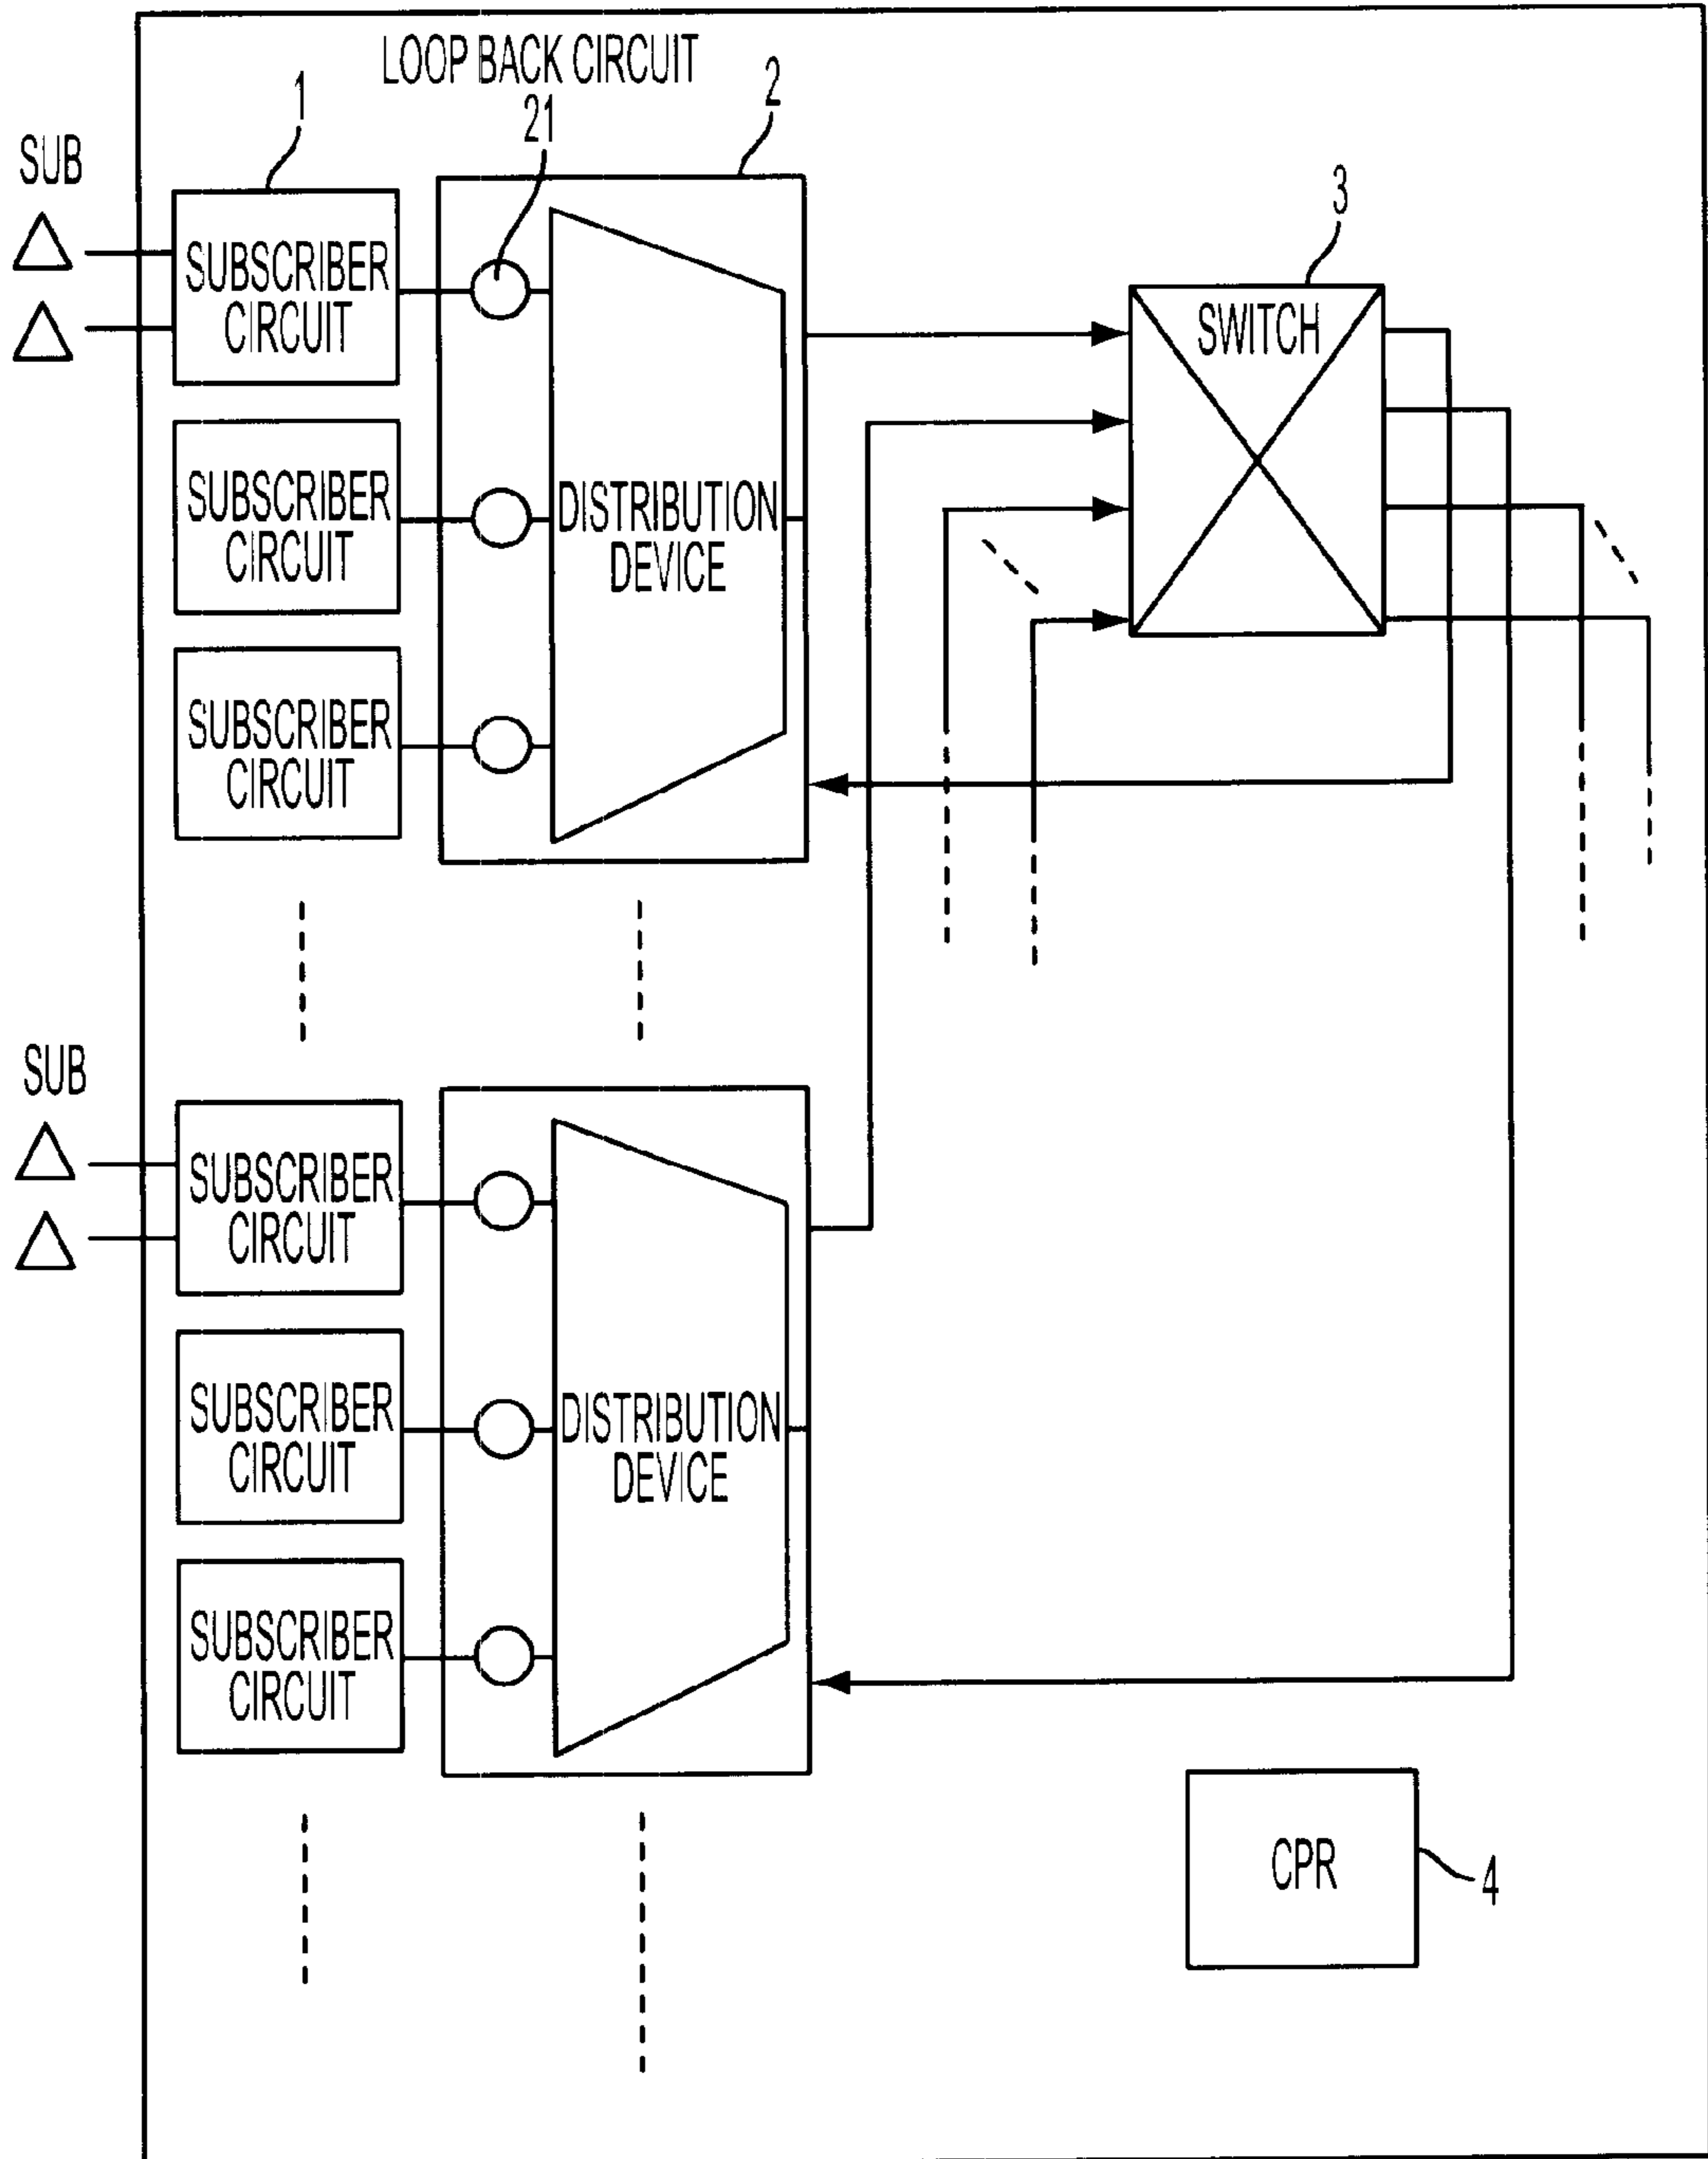 LOOP BACK CIRCUIT
21
1
2
SUB
3
SUBSCRIBER
CIRCUIT
SWITCH
SUBSCRIBER
CIRCUIT
DISTRIBUTION
DEVICE
SUBSCRIBER
CIRCUIT
SUB
SUBSCRIBER
CIRCUIT
SUBSCRIBER
CIRCUIT
DISTRIBUTION
DEVICE
SUBSCRIBER
CIRCUIT
CPR
4